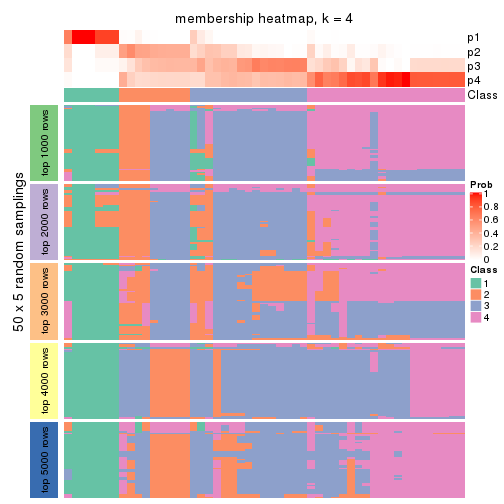 membership heatmap, k = 4
p1
p2
p3
p4
Class
50 x 5 random samplings
top 1000 rows
top 2000 rows
top 3000 rows
top 4000 rows
top 5000 rows
Prob
1
0.8
0.6
0.4
0.2
0
Class
1
2
3
4